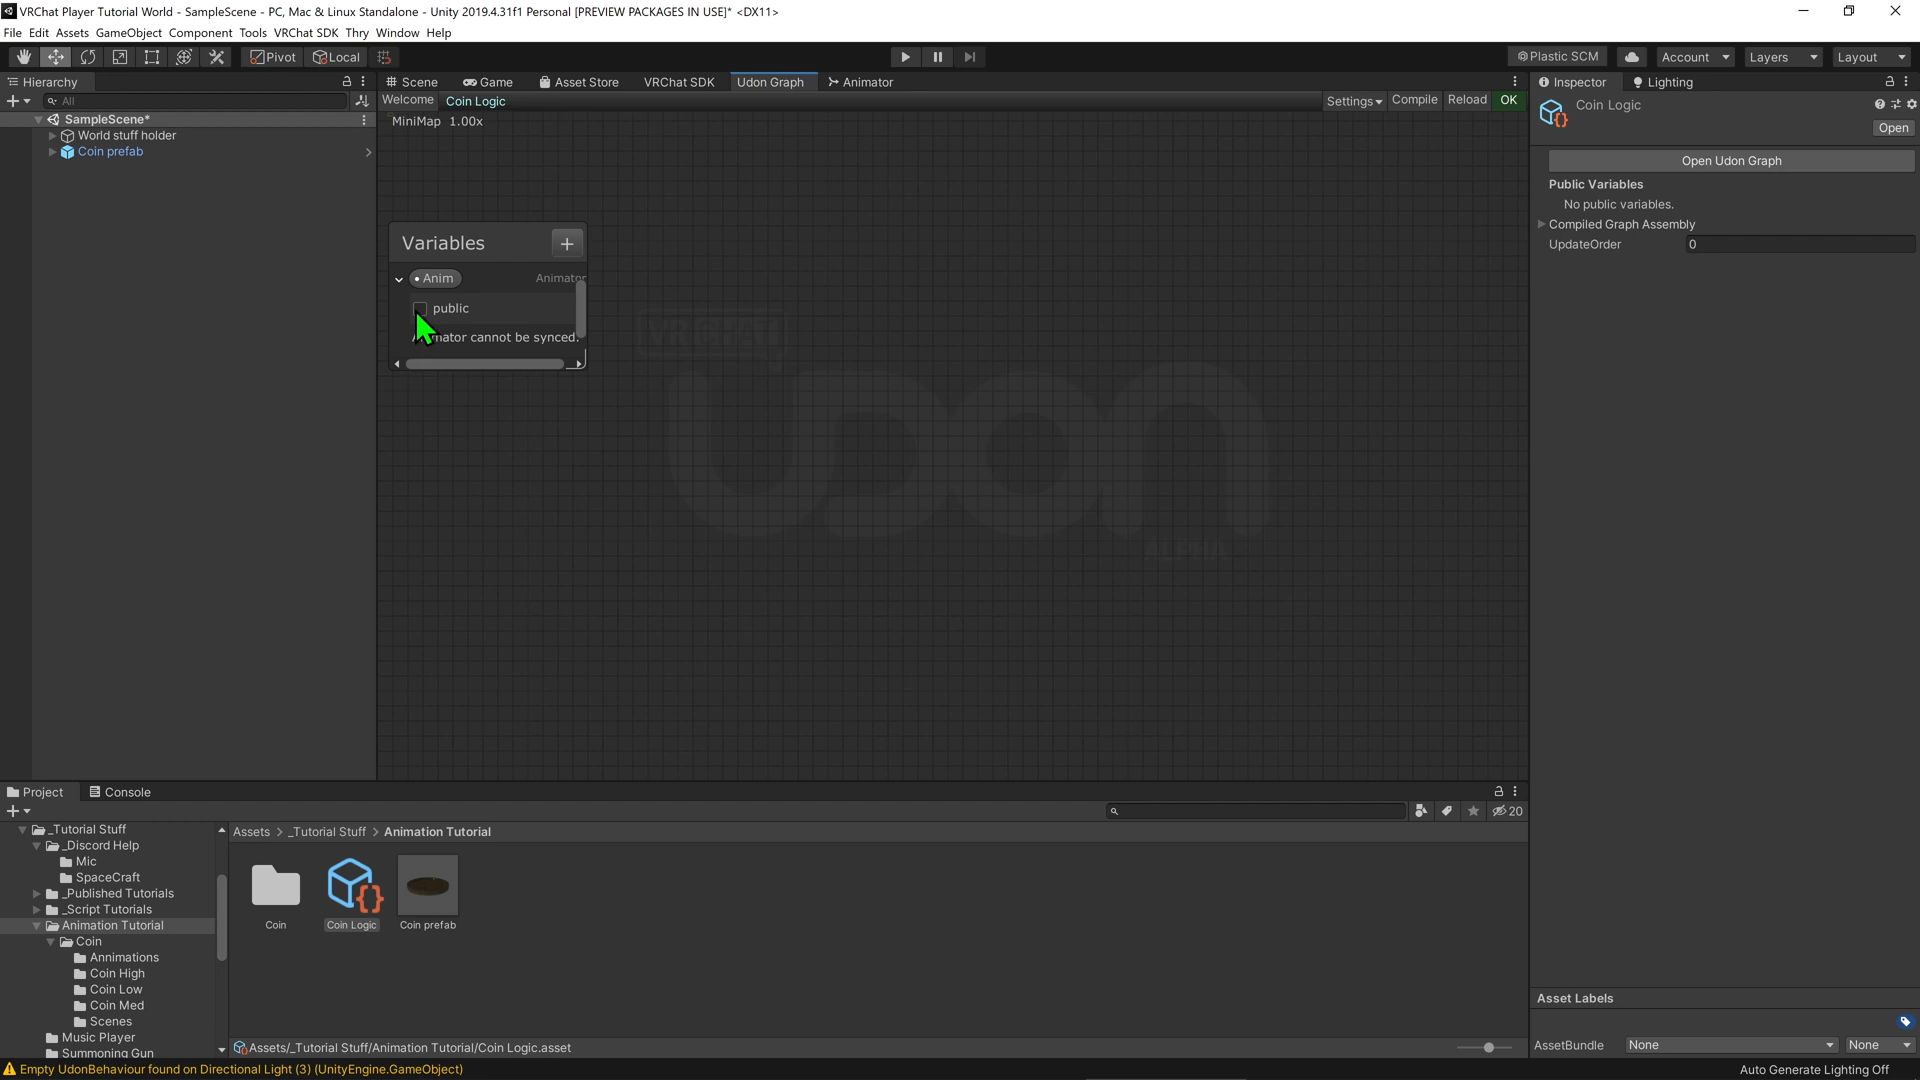 VRChat Player Tutorial World - SampleScene - PC, Mac & Linux Standalone - Unity 2019.4.31f1 Personal [PREVIEW PACKAGES IN USE]* <DX11>
File Edit Assets GameObject Component Tools VRChat SDK Thry Window Help
Pivot Local Plastic SCM Account Layers Layout
Hierarchy Scene Game Asset Store VRChat SDK Udon Graph Animator Inspector Lighting
All Welcome Coin Logic Settings Compile Reload OK Coin Logic
SampleScene* MiniMap 1.00x Open
World stuff holder
Coin prefab
Open Udon Graph
Public Variables
No public variables.
Compiled Graph Assembly
UpdateOrder 0
Variables +
Anim Animator
public
mator cannot be synced.
VRCHAT
UDON
ALPHA
Project Console
20
_Tutorial Stuff Assets > _Tutorial Stuff > Animation Tutorial
_Discord Help
Mic
SpaceCraft
_Published Tutorials
_Script Tutorials
Animation Tutorial
Coin Coin Logic Coin prefab
Coin
Annimations
Coin High
Coin Low
Coin Med
Scenes
Music Player
Summoning Gun
Assets/_Tutorial Stuff/Animation Tutorial/Coin Logic.asset
Asset Labels
AssetBundle None None
Empty UdonBehaviour found on Directional Light (3) (UnityEngine.GameObject) Auto Generate Lighting Off